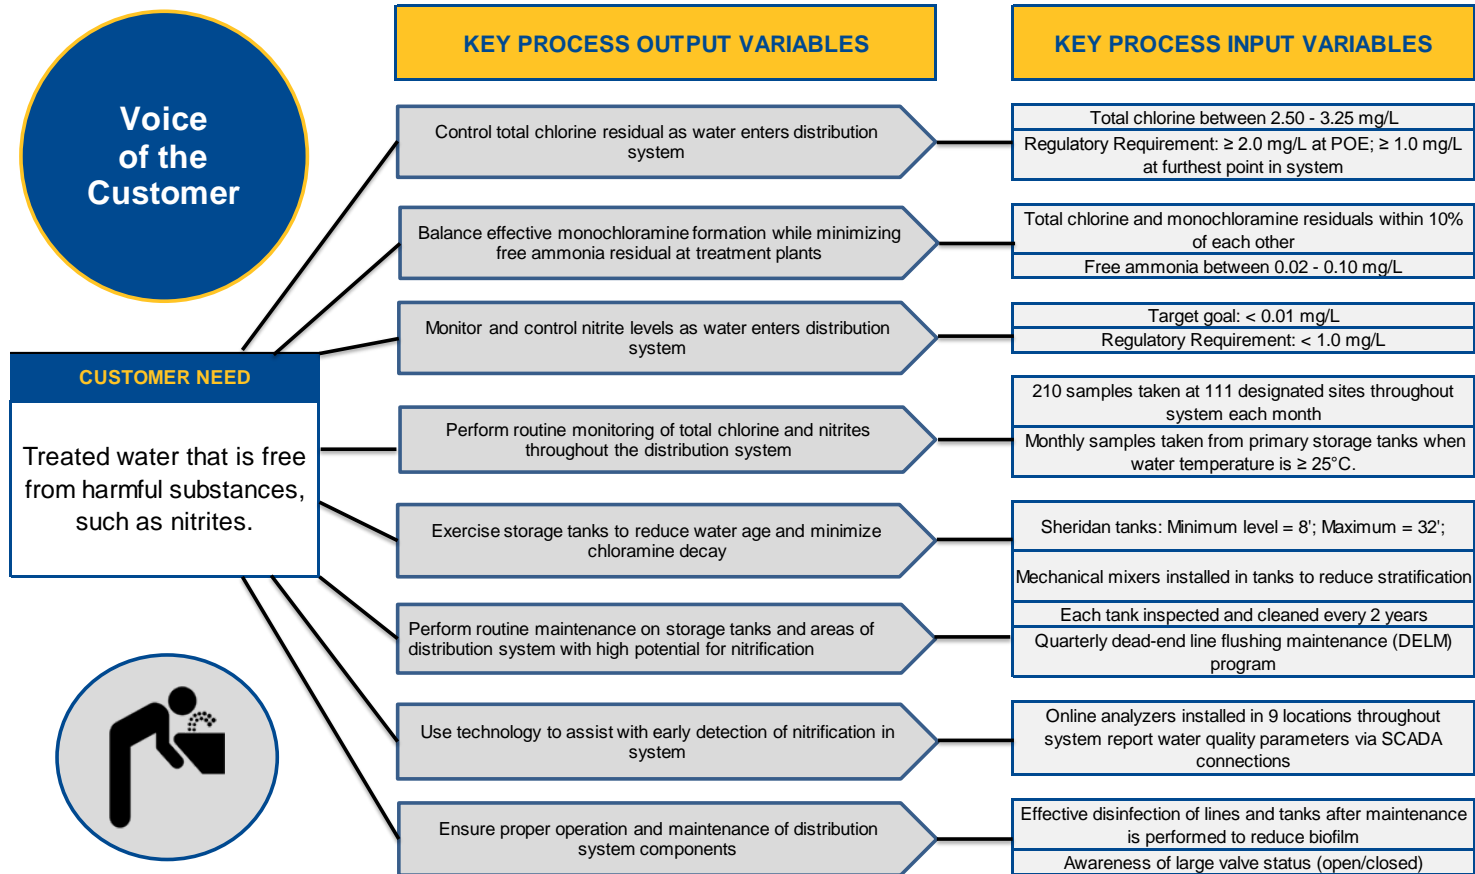 Voice
of the
Customer
KEY PROCESS OUTPUT VARIABLES
KEY PROCESS INPUT VARIABLES
Control total chlorine residual as water enters distribution
system
Total chlorine between 2.50 - 3.25 mg/L
Regulatory Requirement: ≥ 2.0 mg/L at POE; ≥ 1.0 mg/L
at furthest point in system
Balance effective monochloramine formation while minimizing
free ammonia residual at treatment plants
Total chlorine and monochloramine residuals within 10%
of each other
Free ammonia between 0.02 - 0.10 mg/L
Monitor and control nitrite levels as water enters distribution
system
Target goal: < 0.01 mg/L
Regulatory Requirement: < 1.0 mg/L
CUSTOMER NEED
Treated water that is free
from harmful substances,
such as nitrites.
Perform routine monitoring of total chlorine and nitrites
throughout the distribution system
210 samples taken at 111 designated sites throughout
system each month
Monthly samples taken from primary storage tanks when
water temperature is ≥ 25°C.
Exercise storage tanks to reduce water age and minimize
chloramine decay
Sheridan tanks: Minimum level = 8'; Maximum = 32';
Mechanical mixers installed in tanks to reduce stratification
Perform routine maintenance on storage tanks and areas of
distribution system with high potential for nitrification
Each tank inspected and cleaned every 2 years
Quarterly dead-end line flushing maintenance (DELM)
program
Use technology to assist with early detection of nitrification in
system
Online analyzers installed in 9 locations throughout
system report water quality parameters via SCADA
connections
Ensure proper operation and maintenance of distribution
system components
Effective disinfection of lines and tanks after maintenance
is performed to reduce biofilm
Awareness of large valve status (open/closed)